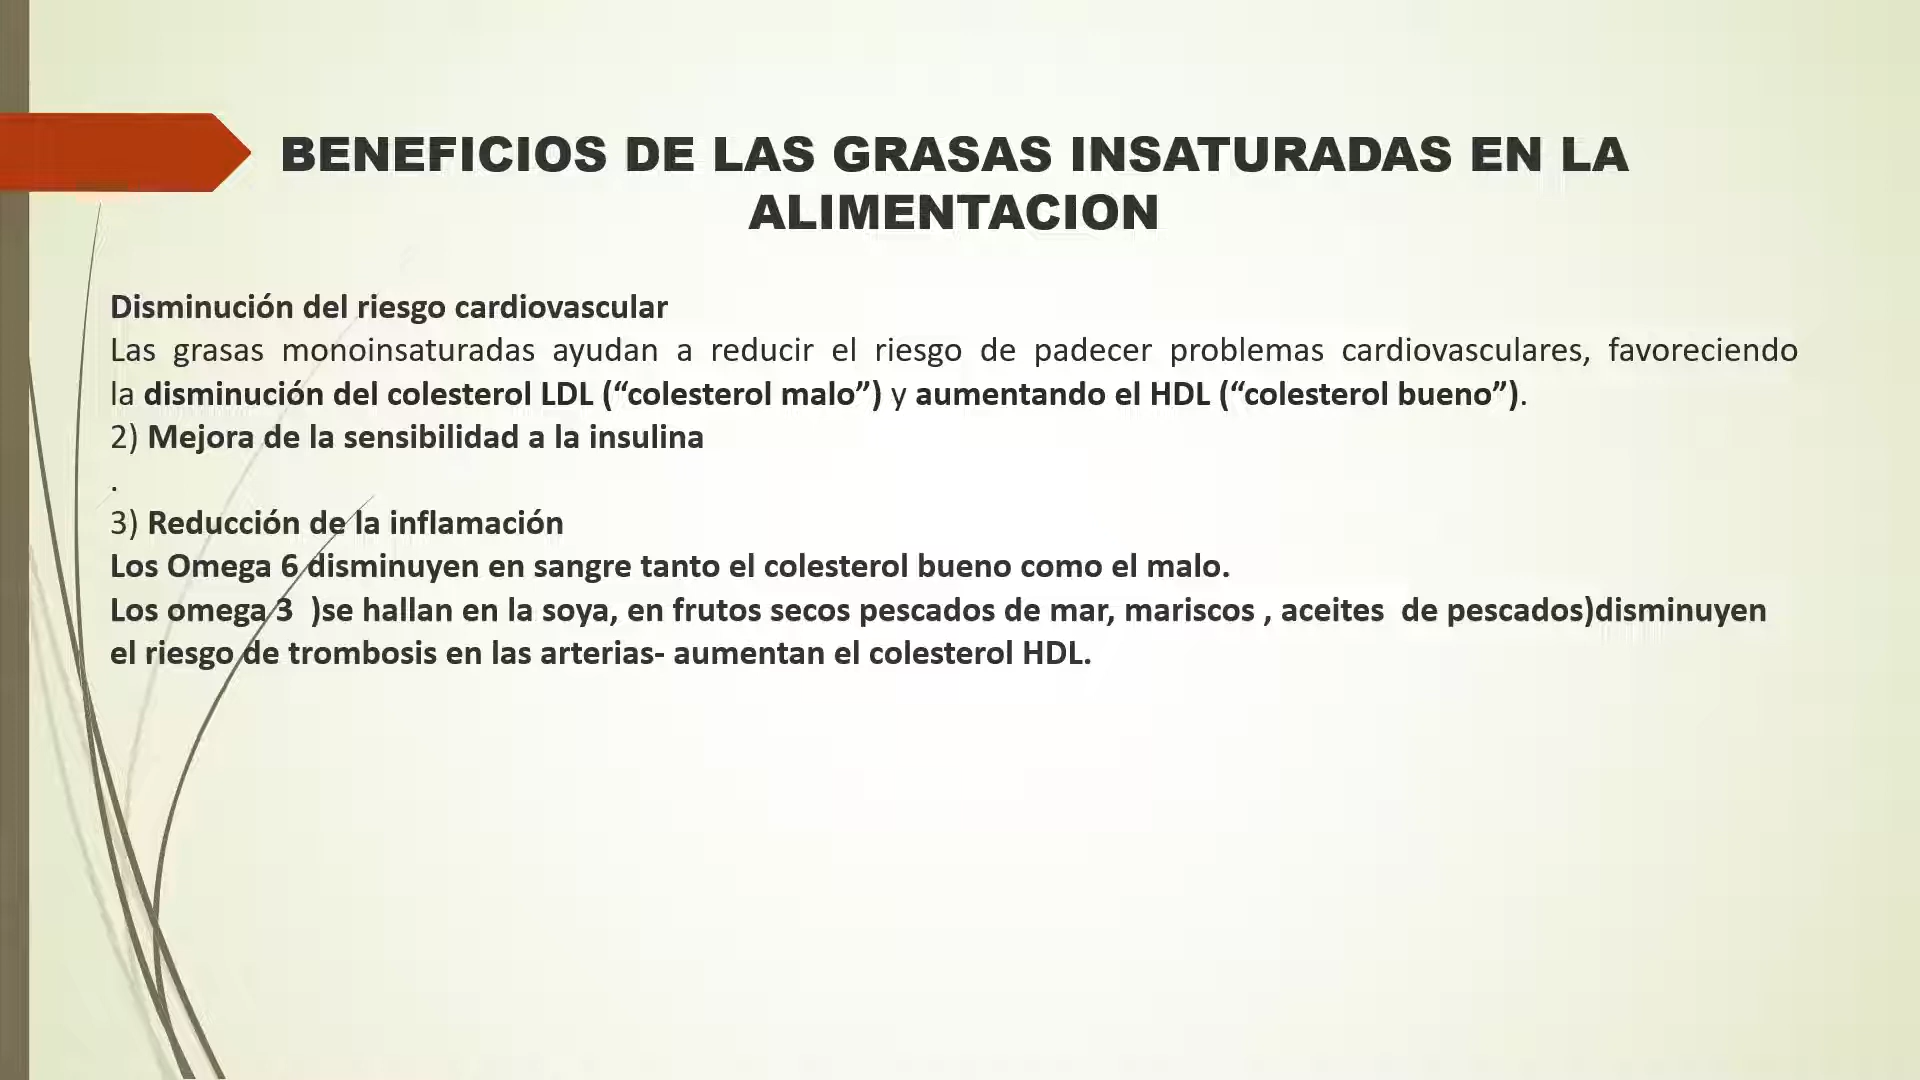 BENEFICIOS DE LAS GRASAS INSATURADAS EN LA
ALIMENTACION
Disminución del riesgo cardiovascular
Las grasas monoinsaturadas ayudan a reducir el riesgo de padecer problemas cardiovasculares, favoreciendo
la disminución del colesterol LDL (“colesterol malo”) y aumentando el HDL (“colesterol bueno”).
2) Mejora de la sensibilidad a la insulina
.
3) Reducción de la inflamación
Los Omega 6 disminuyen en sangre tanto el colesterol bueno como el malo.
Los omega 3  )se hallan en la soya, en frutos secos pescados de mar, mariscos , aceites  de pescados)disminuyen
el riesgo de trombosis en las arterias- aumentan el colesterol HDL.